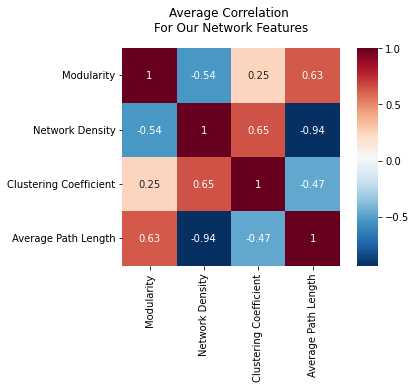 Average Correlation
For Our Network Features
Modularity
Network Density
Clustering Coefficient
Average Path Length
1 -0.54 0.25 0.63
-0.54 1 0.65 -0.94
0.25 0.65 1 -0.47
0.63 -0.94 -0.47 1
Modularity
Network Density
Clustering Coefficient
Average Path Length
1.0
0.5
0.0
−0.5